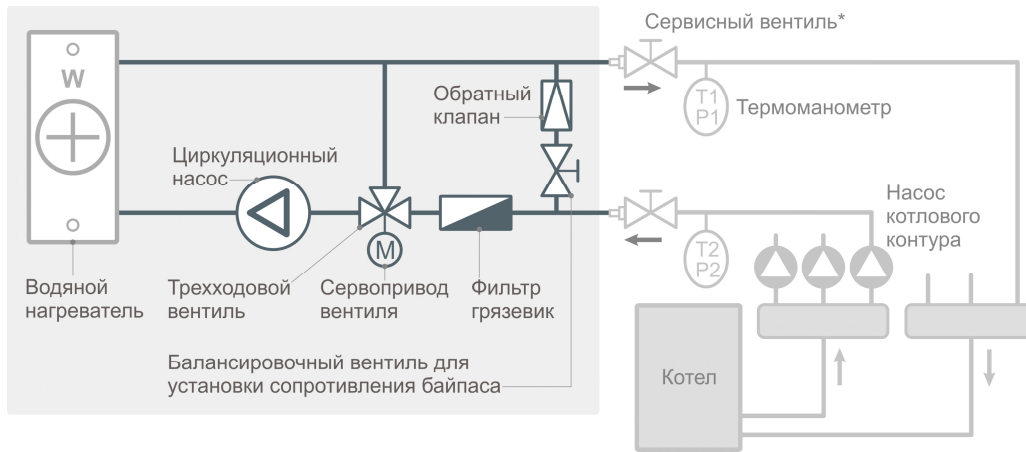 Сервисный вентиль*
W
Обратный
клапан
T1
P1
Термоманометр
Циркуляционный
насос
Насос
котлового
контура
M
T2
P2
Водяной
нагреватель
Трехходовой
вентиль
Сервопривод
вентиля
Фильтр
грязевик
Балансировочный вентиль для
установки сопротивления байпаса
Котел